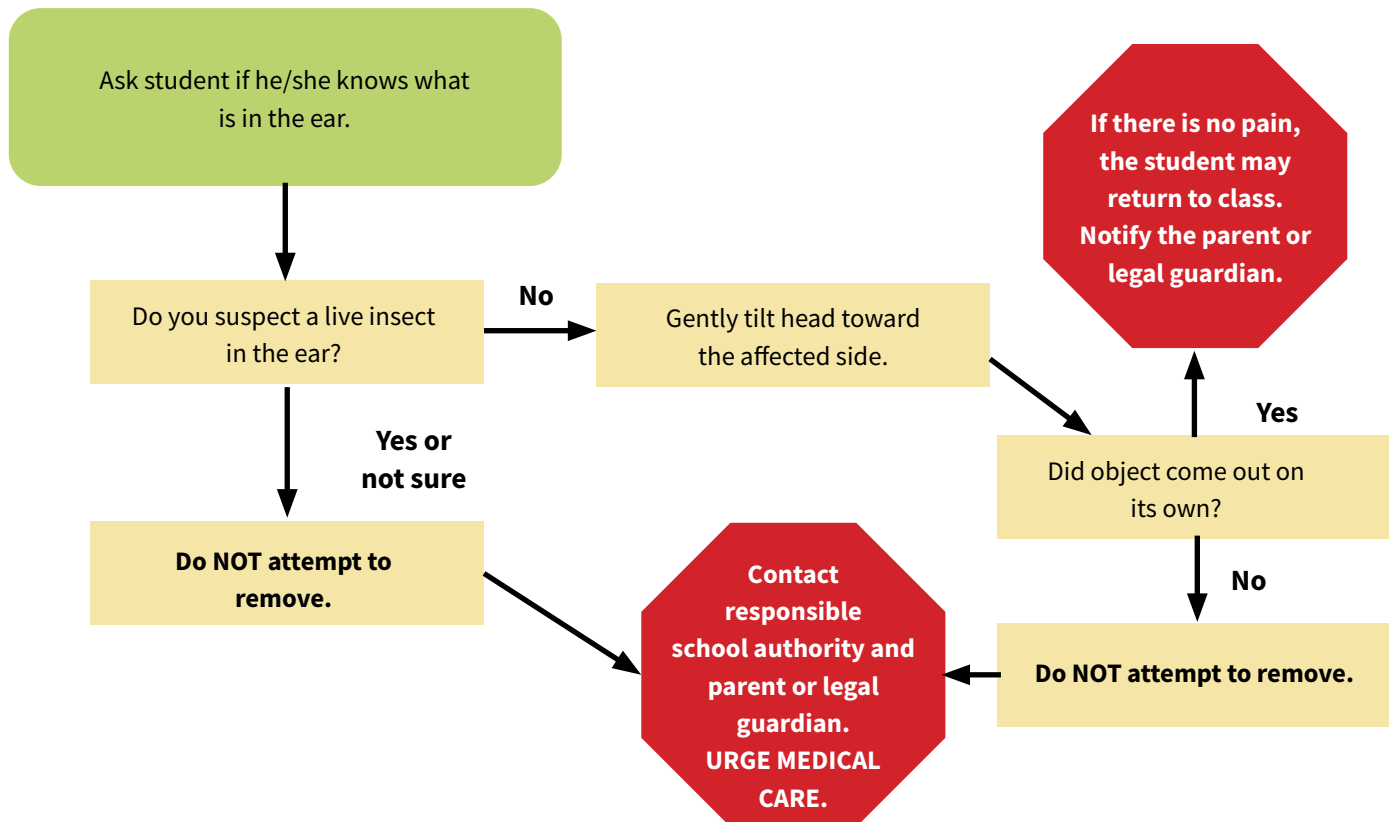 Ask student if he/she knows what
is in the ear.
Do you suspect a live insect
in the ear?
No
Gently tilt head toward
the affected side.
If there is no pain,
the student may
return to class.
Notify the parent or
legal guardian.
Yes
Did object come out on
its own?
Yes or
not sure
Do NOT attempt to
remove.
No
Do NOT attempt to remove.
Contact
responsible
school authority and
parent or legal
guardian.
URGE MEDICAL
CARE.